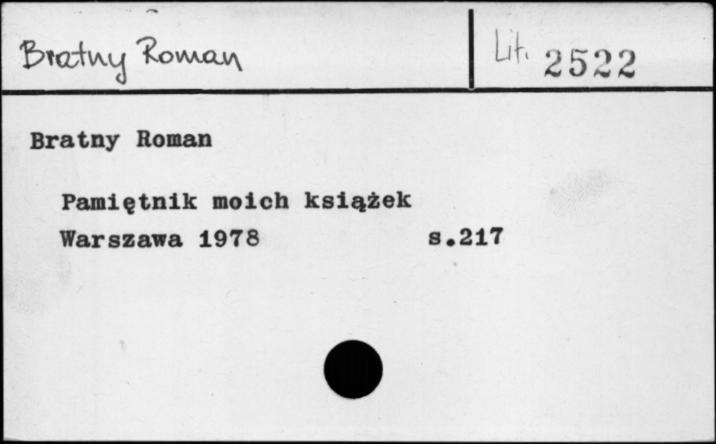 Bratny Roman
Lit. 2522
Bratny Roman
Pamiętnik moich książek
Warszawa 1978 s.217